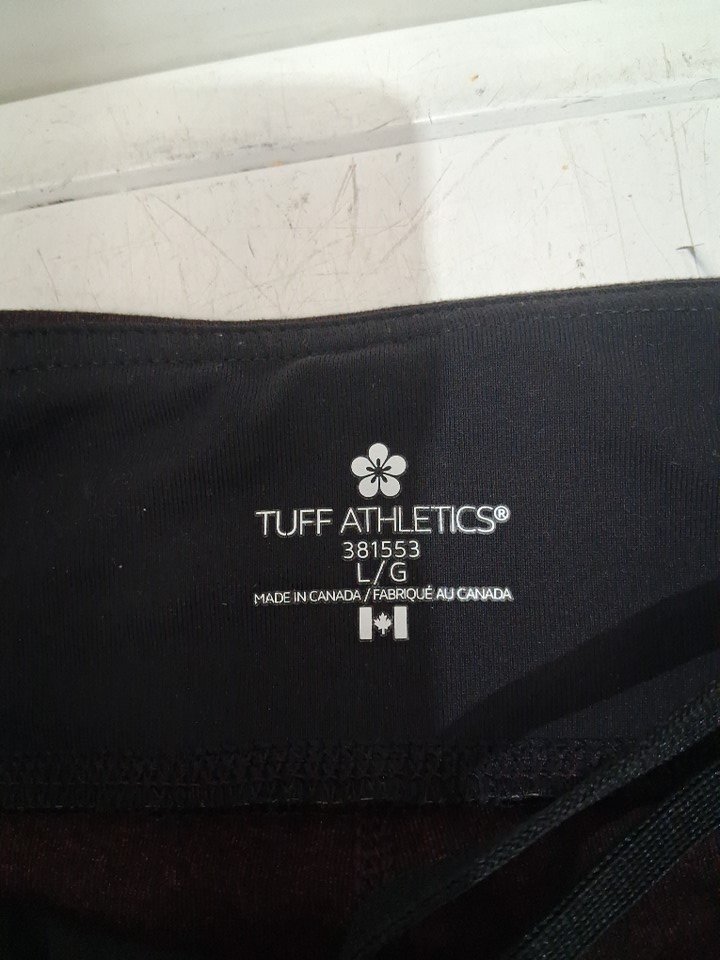 TUFF ATHLETICS®
381553
L/G
MADE IN CANADA / FABRIQUÉ AU CANADA